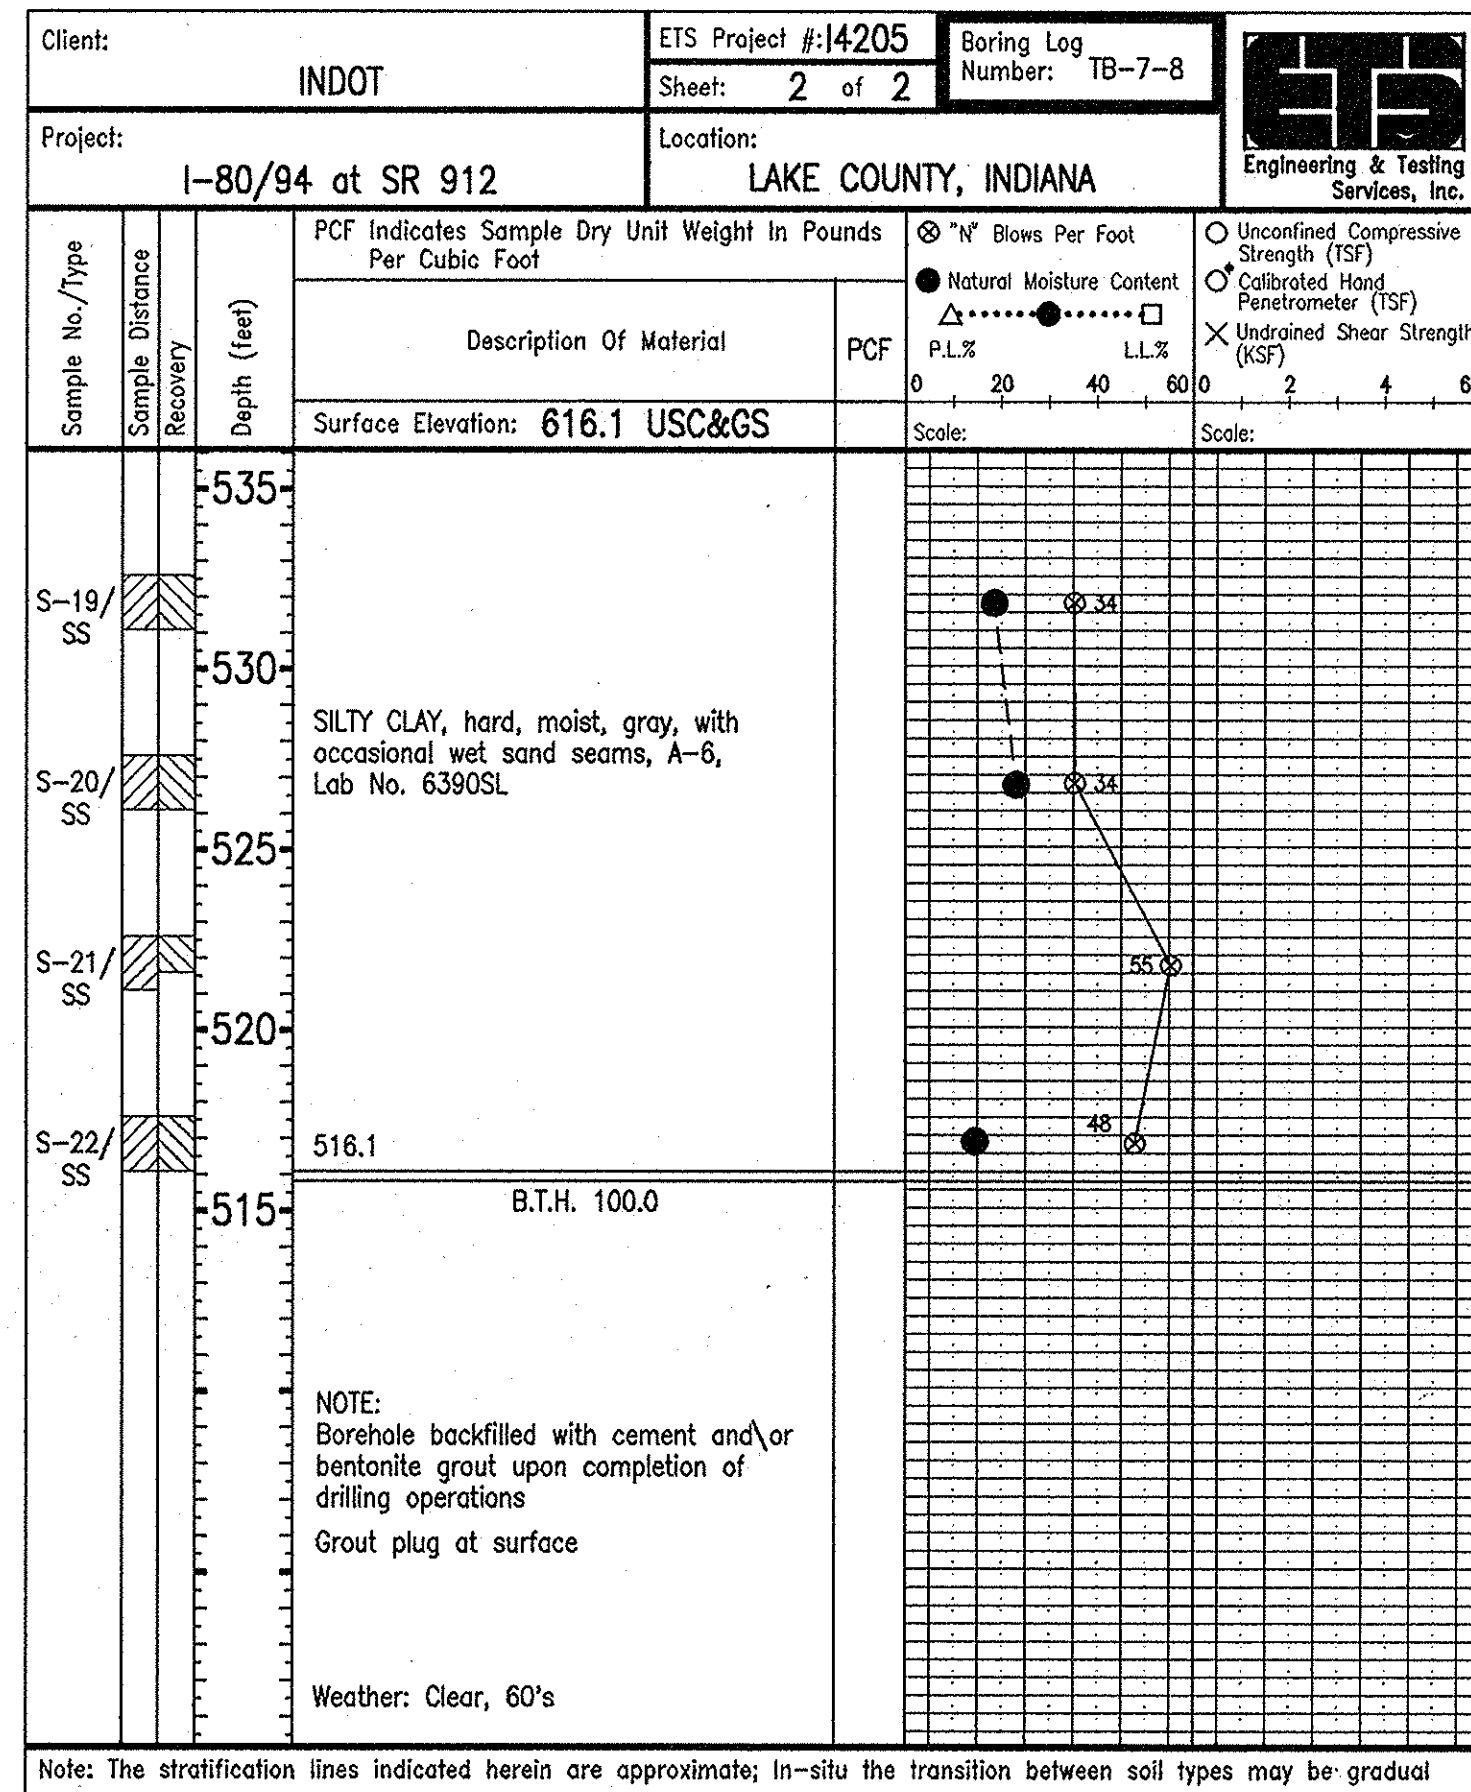 Client:
INDOT
ETS Project #:14205
Sheet: 2 of 2
Boring Log
Number: TB-7-8
ETS
Engineering & Testing
Services, Inc.
Project:
I-80/94 at SR 912
Location:
LAKE COUNTY, INDIANA
Sample No./Type
Sample Distance
Recovery
Depth (feet)
PCF Indicates Sample Dry Unit Weight In Pounds
Per Cubic Foot
Description Of Material
PCF
Surface Elevation: 616.1 USC&GS
⊗ "N" Blows Per Foot
Natural Moisture Content
P.L.% L.L.%
0 20 40 60
Scale:
Unconfined Compressive
Strength (TSF)
Calibrated Hand
Penetrometer (TSF)
Undrained Shear Strength
(KSF)
0 2 4 6
Scale:
535
S-19/
SS
34
530
SILTY CLAY, hard, moist, gray, with
occasional wet sand seams, A-6,
Lab No. 6390SL
S-20/
SS
34
525
S-21/
SS
55
520
S-22/
SS
48
516.1
515
B.T.H. 100.0
NOTE:
Borehole backfilled with cement and\or
bentonite grout upon completion of
drilling operations
Grout plug at surface
Weather: Clear, 60's
Note: The stratification lines indicated herein are approximate; In-situ the transition between soil types may be gradual